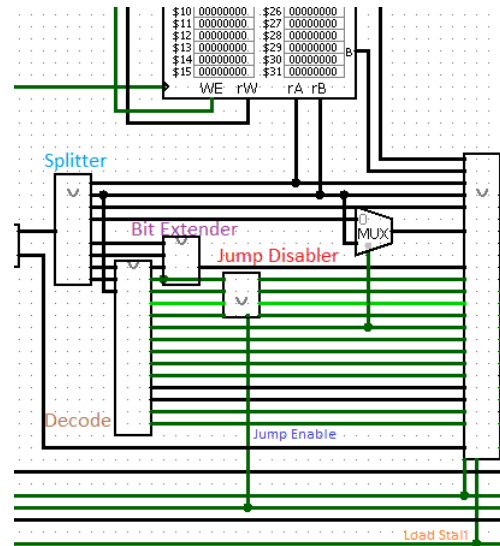 $10 00000000 $26 00000000
$11 00000000 $27 00000000
$12 00000000 $28 00000000
$13 00000000 $29 00000000 B
$14 00000000 $30 00000000
$15 00000000 $31 00000000
WE rW rA rB
Splitter
Bit Extender
0
MUX
Jump Disabler
Decode
Jump Enable
Load Stall